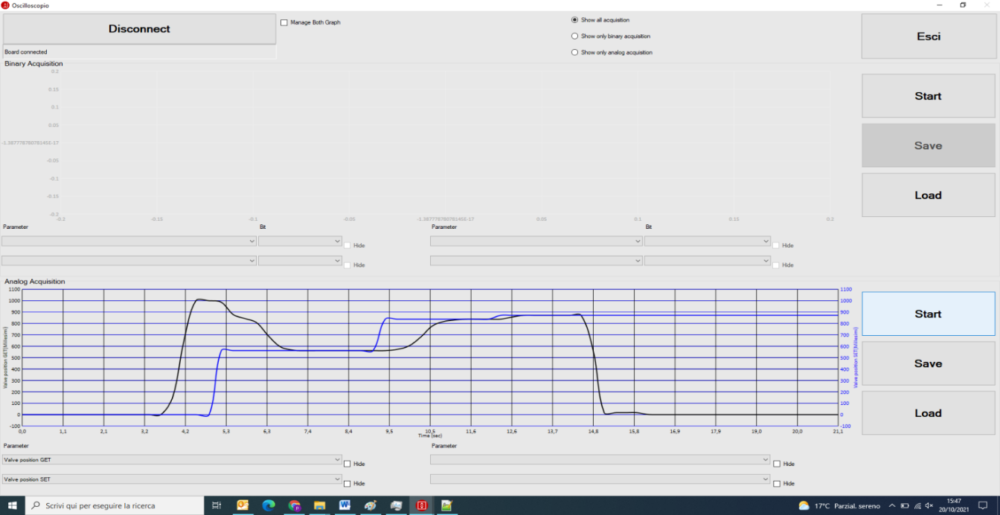 Oscilloscopio
Disconnect
Manage Both Graph
Show all acquisition
Show only binary acquisition
Show only analog acquisition
Esci
Board connected
Binary Acquisition
0.2
0.15
0.1
0.05
-1.38777878078145E-17
-0.05
-0.1
-0.15
-0.2
-0.2 -0.15 -0.1 -0.05 -1.38777878078145E-17 0.05 0.1 0.15 0.2
Start
Save
Load
Parameter Bit Parameter Bit
Hide Hide
Hide Hide
Analog Acquisition
1100 1100
1000 1000
900 900
800 800
700 700
600 600
500 500
400 400
300 300
200 200
100 100
0 0
-100 -100
Valve position GET(Millesimi)
Valve position SET(Millesimi)
0,0 1,1 2,1 3,2 4,2 5,3 6,3 7,4 8,4 9,5 10,5 11,6 12,6 13,7 14,8 15,8 16,9 17,9 19,0 20,0 21,1
Time (sec)
Start
Save
Load
Parameter Parameter
Valve position GET Hide Hide
Valve position SET Hide Hide
Scrivi qui per eseguire la ricerca
17°C Parzial. sereno
15:47
20/10/2021